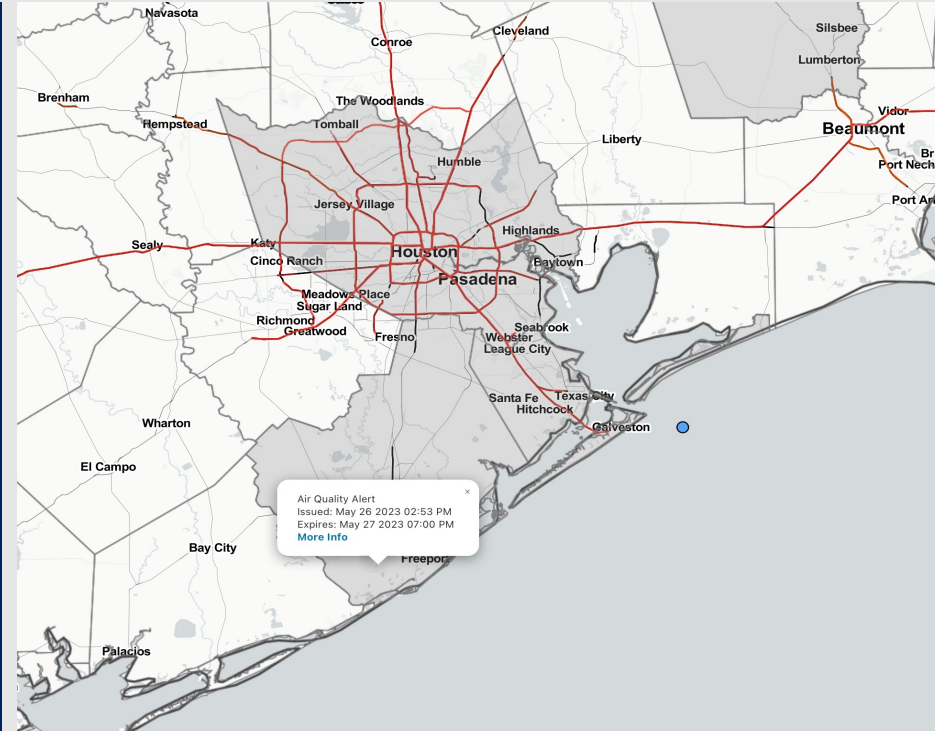 Navasota
Conroe
Cleveland
Silsbee
Lumberton
Brenham
The Woodlands
Hempstead
Tomball
Vidor
Beaumont
Liberty
Port Nech
Humble
Port Ar
Jersey Village
Highlands
Sealy
Katy
Houston
Cinco Ranch
Baytown
Pasadena
Meadows Place
Sugar Land
Richmond
Greatwood
Fresno
Seabrook
Webster
League City
Santa Fe
Texas City
Hitchcock
Galveston
Wharton
El Campo
Air Quality Alert
×
Issued: May 26 2023 02:53 PM
Expires: May 27 2023 07:00 PM
More Info
Bay City
Freeport
Palacios